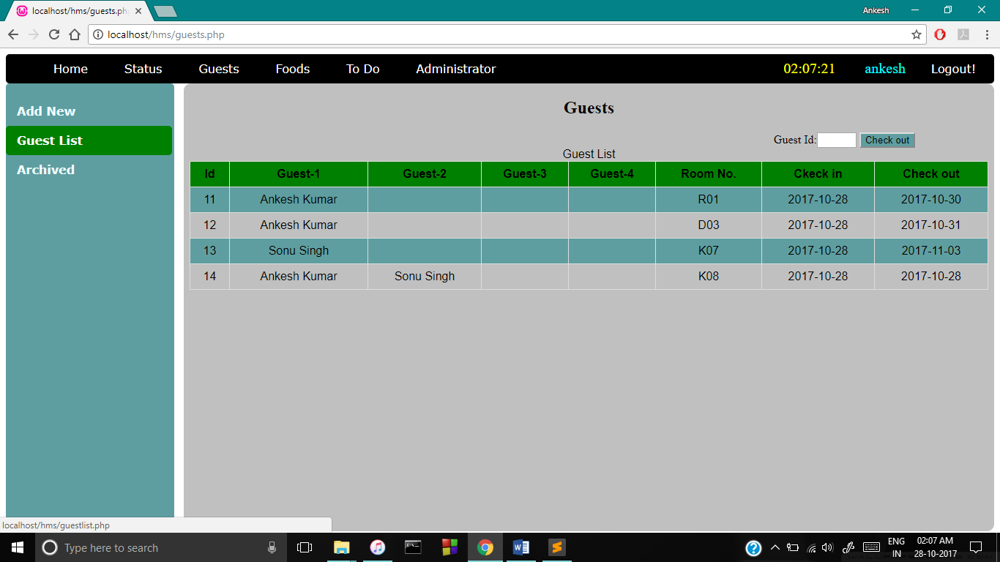 localhost/hms/guests.ph
Ankesh
localhost/hms/guests.php
Home Status Guests Foods To Do Administrator 02:07:21 ankesh Logout!
Add New
Guest List
Archived
Guests
Guest Id: Check out
Guest List
Id Guest-1 Guest-2 Guest-3 Guest-4 Room No. Ckeck in Check out
11 Ankesh Kumar R01 2017-10-28 2017-10-30
12 Ankesh Kumar D03 2017-10-28 2017-10-31
13 Sonu Singh K07 2017-10-28 2017-11-03
14 Ankesh Kumar Sonu Singh K08 2017-10-28 2017-10-28
localhost/hms/guestlist.php
Type here to search
ENG
IN
02:07 AM
28-10-2017